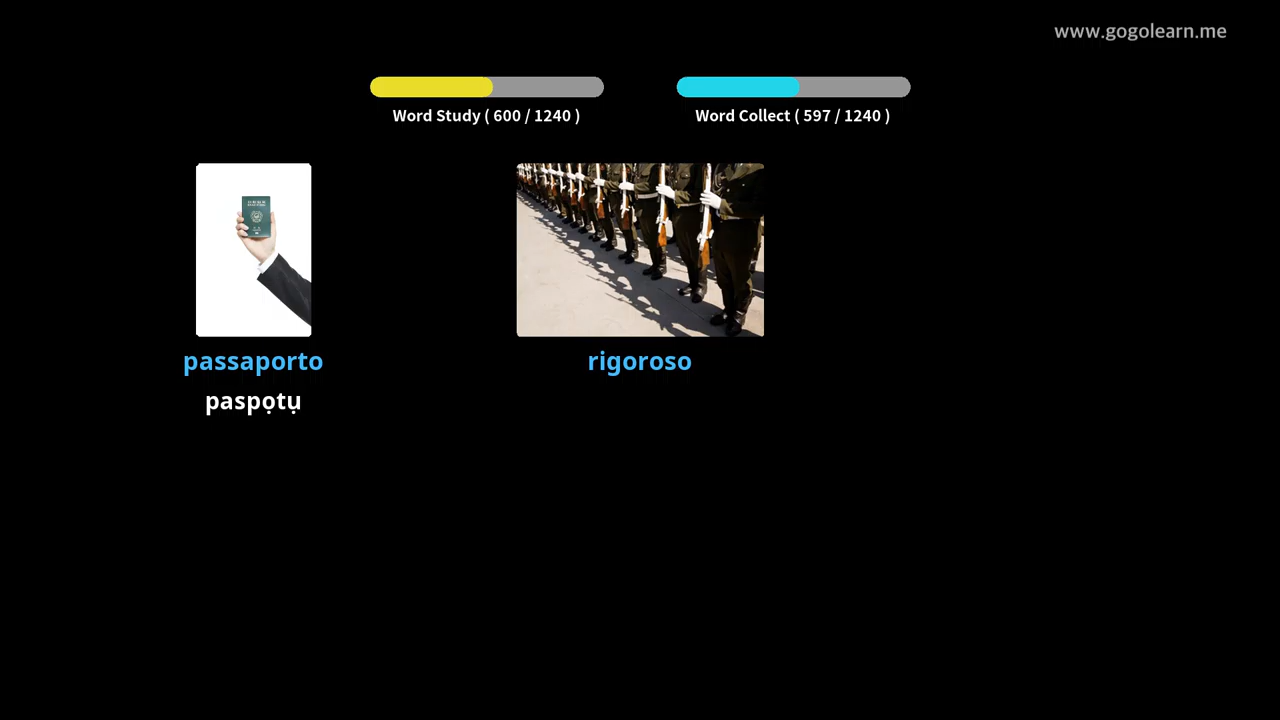 www.gogolearn.me
Word Study ( 600 / 1240 )
Word Collect ( 597 / 1240 )
passaporto
rigoroso
paspọtụ